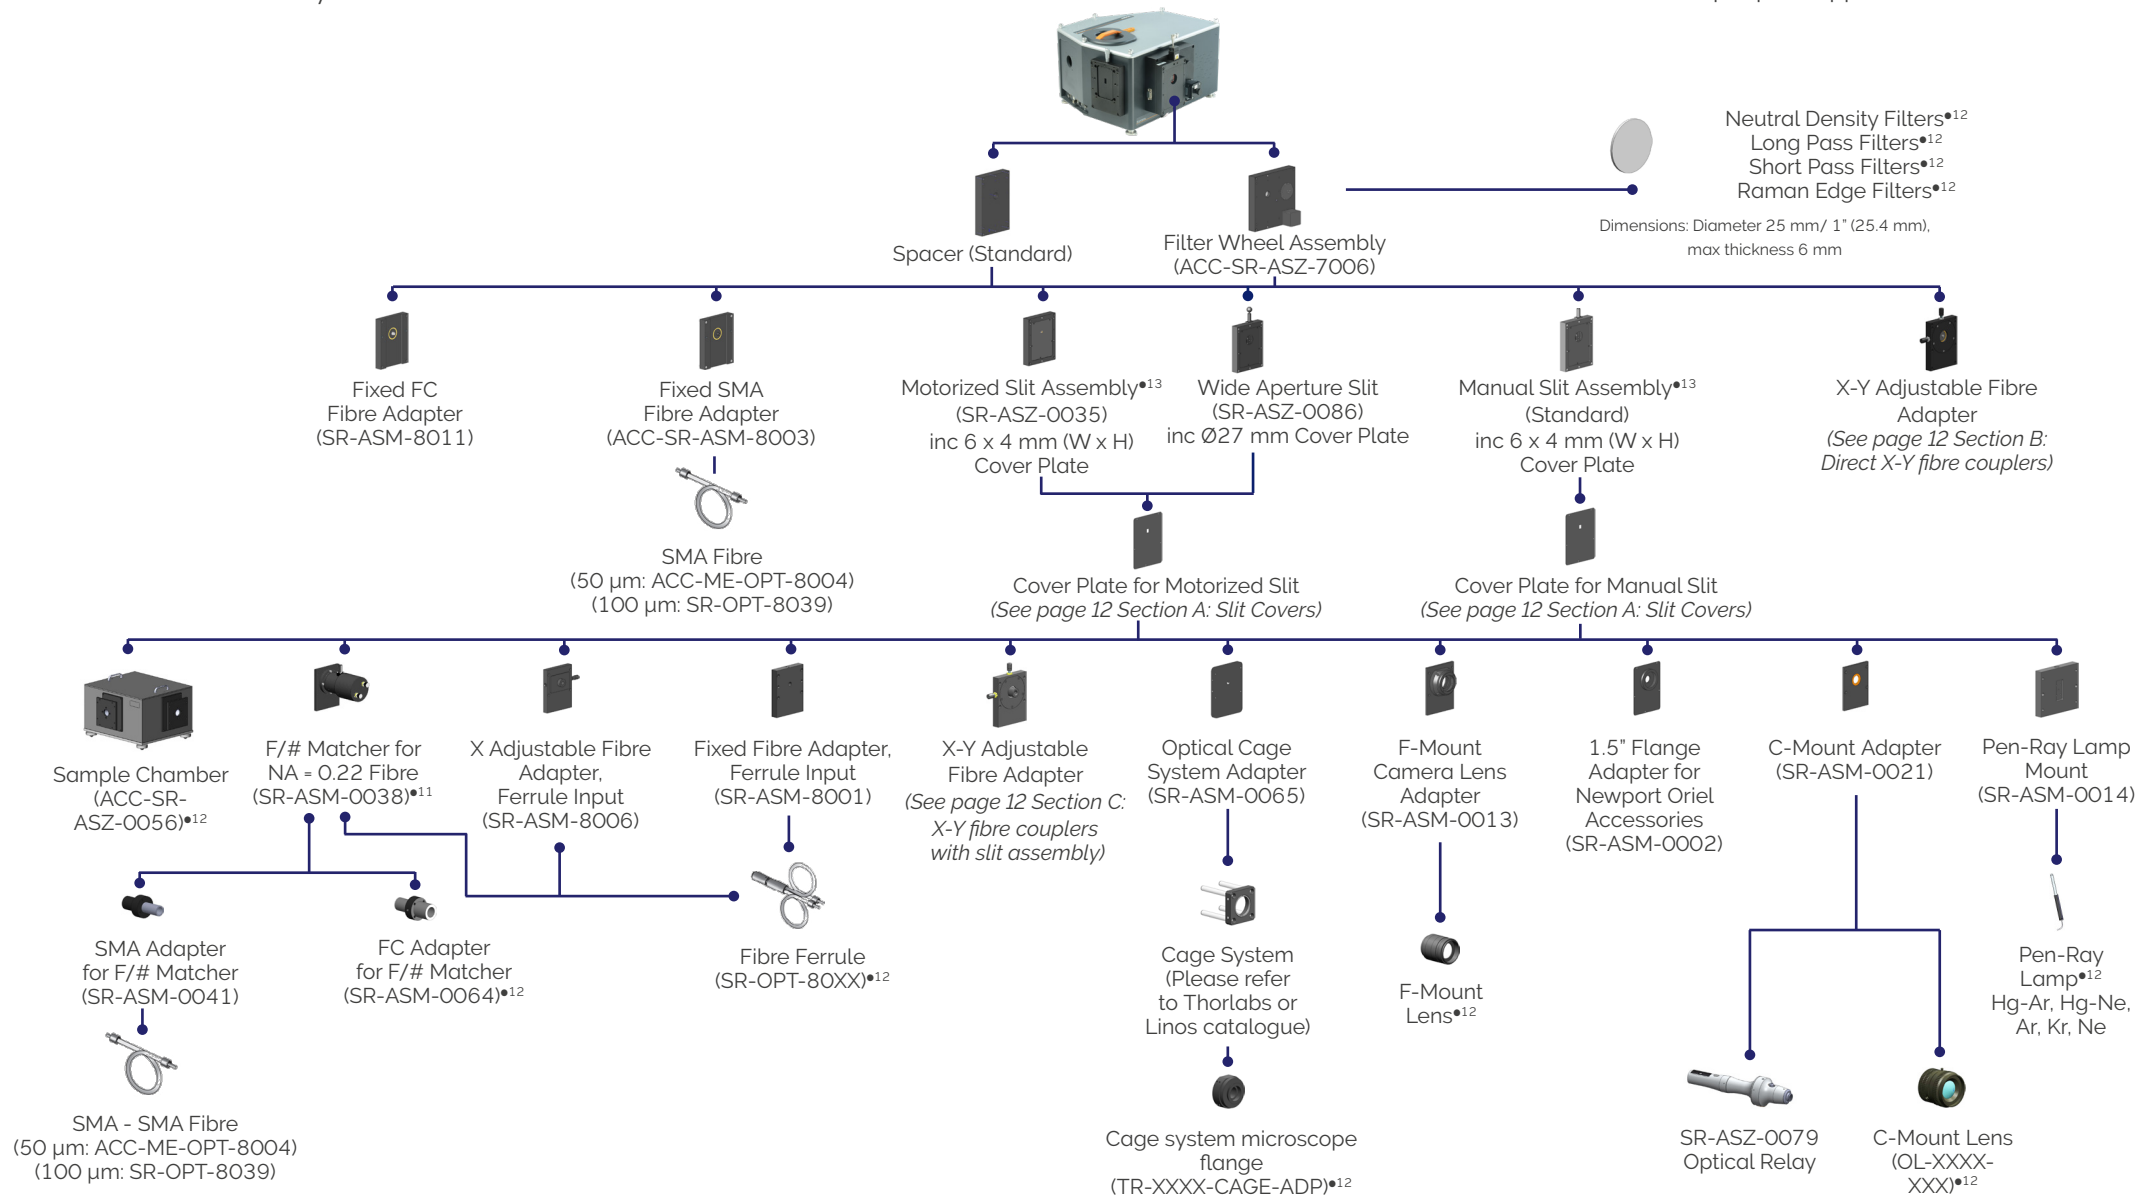 Neutral Density Filters●12
Long Pass Filters●12
Short Pass Filters●12
Raman Edge Filters●12
Dimensions: Diameter 25 mm/ 1” (25.4 mm),
max thickness 6 mm
Spacer (Standard)
Filter Wheel Assembly
(ACC-SR-ASZ-7006)
Fixed FC
Fibre Adapter
(SR-ASM-8011)
Fixed SMA
Fibre Adapter
(ACC-SR-ASM-8003)
Motorized Slit Assembly●13
(SR-ASZ-0035)
inc 6 x 4 mm (W x H)
Cover Plate
Wide Aperture Slit
(SR-ASZ-0086)
inc Ø27 mm Cover Plate
Manual Slit Assembly●13
(Standard)
inc 6 x 4 mm (W x H)
Cover Plate
X-Y Adjustable Fibre
Adapter
(See page 12 Section B:
Direct X-Y fibre couplers)
SMA Fibre
(50 µm: ACC-ME-OPT-8004)
(100 µm: SR-OPT-8039)
Cover Plate for Motorized Slit
(See page 12 Section A: Slit Covers)
Cover Plate for Manual Slit
(See page 12 Section A: Slit Covers)
Sample Chamber
(ACC-SR-
ASZ-0056)●12
F/# Matcher for
NA = 0.22 Fibre
(SR-ASM-0038)●11
X Adjustable Fibre
Adapter,
Ferrule Input
(SR-ASM-8006)
Fixed Fibre Adapter,
Ferrule Input
(SR-ASM-8001)
X-Y Adjustable
Fibre Adapter
(See page 12 Section C:
X-Y fibre couplers
with slit assembly)
Optical Cage
System Adapter
(SR-ASM-0065)
F-Mount
Camera Lens
Adapter
(SR-ASM-0013)
1.5” Flange
Adapter for
Newport Oriel
Accessories
(SR-ASM-0002)
C-Mount Adapter
(SR-ASM-0021)
Pen-Ray Lamp
Mount
(SR-ASM-0014)
SMA Adapter
for F/# Matcher
(SR-ASM-0041)
FC Adapter
for F/# Matcher
(SR-ASM-0064)●12
Fibre Ferrule
(SR-OPT-80XX)●12
Cage System
(Please refer
to Thorlabs or
Linos catalogue)
F-Mount
Lens●12
Pen-Ray
Lamp●12
Hg-Ar, Hg-Ne,
Ar, Kr, Ne
SMA - SMA Fibre
(50 µm: ACC-ME-OPT-8004)
(100 µm: SR-OPT-8039)
Cage system microscope
flange
(TR-XXXX-CAGE-ADP)●12
SR-ASZ-0079
Optical Relay
C-Mount Lens
(OL-XXXX-
XXX)●12